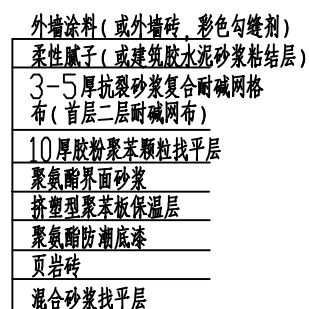 外墙涂料(或外墙砖,彩色勾缝剂)
柔性腻子(或建筑胶水泥砂浆粘结层)
3-5厚抗裂砂浆复合耐碱网格
布(首层二层耐碱网布)
10厚胶粉聚苯颗粒找平层
聚氨酯界面砂浆
挤塑型聚苯板保温层
聚氨酯防潮底漆
页岩砖
混合砂浆找平层